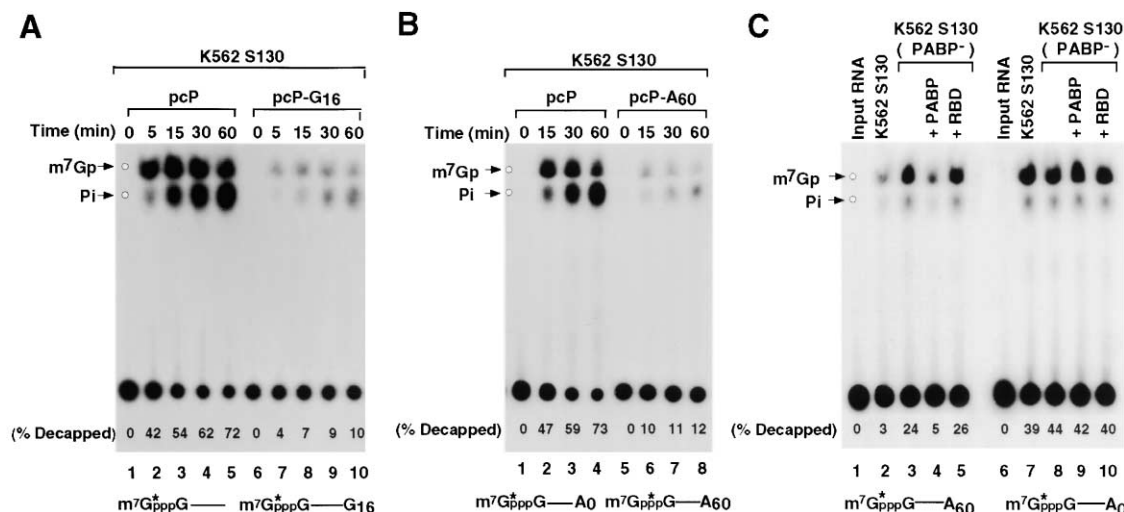 A
K562 S130
pcP pcP-G16
Time (min) 0 5 15 30 60 0 5 15 30 60
m7Gp
Pi
(% Decapped) 0 42 54 62 72 0 4 7 9 10
1 2 3 4 5 6 7 8 9 10
m7G*pppG — m7G*pppG — G16
B
K562 S130
pcP pcP-A60
Time (min) 0 15 30 60 0 15 30 60
m7Gp
Pi
(% Decapped) 0 47 59 73 0 10 11 12
1 2 3 4 5 6 7 8
m7G*pppG — A0 m7G*pppG — A60
C
K562 S130 K562 S130
( PABP- ) ( PABP-)
Input RNA K562 S130 + PABP + RBD Input RNA K562 S130 + PABP + RBD
m7Gp
Pi
(% Decapped) 0 3 24 5 26 0 39 44 42 40
1 2 3 4 5 6 7 8 9 10
m7G*pppG — A60 m7G*pppG — A0